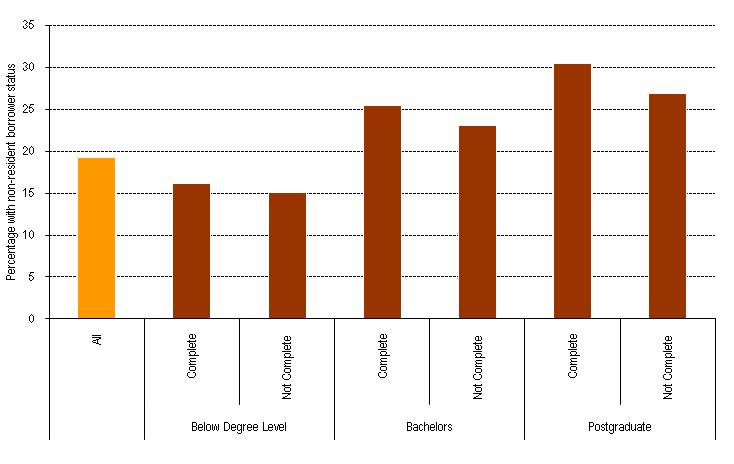 35
30
25
20
15
10
5
0
Percentage with non-resident borrower status
All
Complete
Not Complete
Complete
Not Complete
Complete
Not Complete
Below Degree Level
Bachelors
Postgraduate